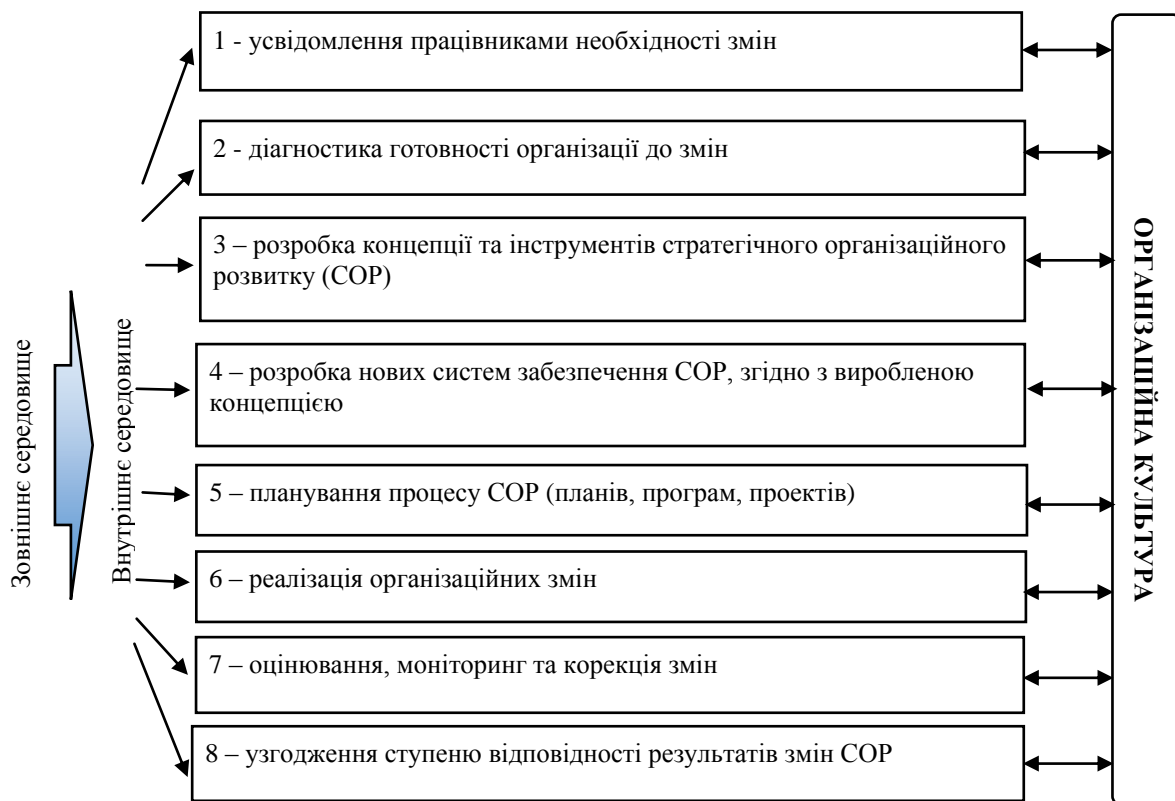 1 - усвідомлення працівниками необхідності змін
2 - діагностика готовності організації до змін
3 – розробка концепції та інструментів стратегічного організаційного
розвитку (СОР)
4 – розробка нових систем забезпечення СОР, згідно з виробленою
концепцією
5 – планування процесу СОР (планів, програм, проектів)
6 – реалізація організаційних змін
7 – оцінювання, моніторинг та корекція змін
8 – узгодження ступеню відповідності результатів змін СОР
Зовнішнє середовище
Внутрішнє середовище
ОРГАНІЗАЦІЙНА КУЛЬТУРА